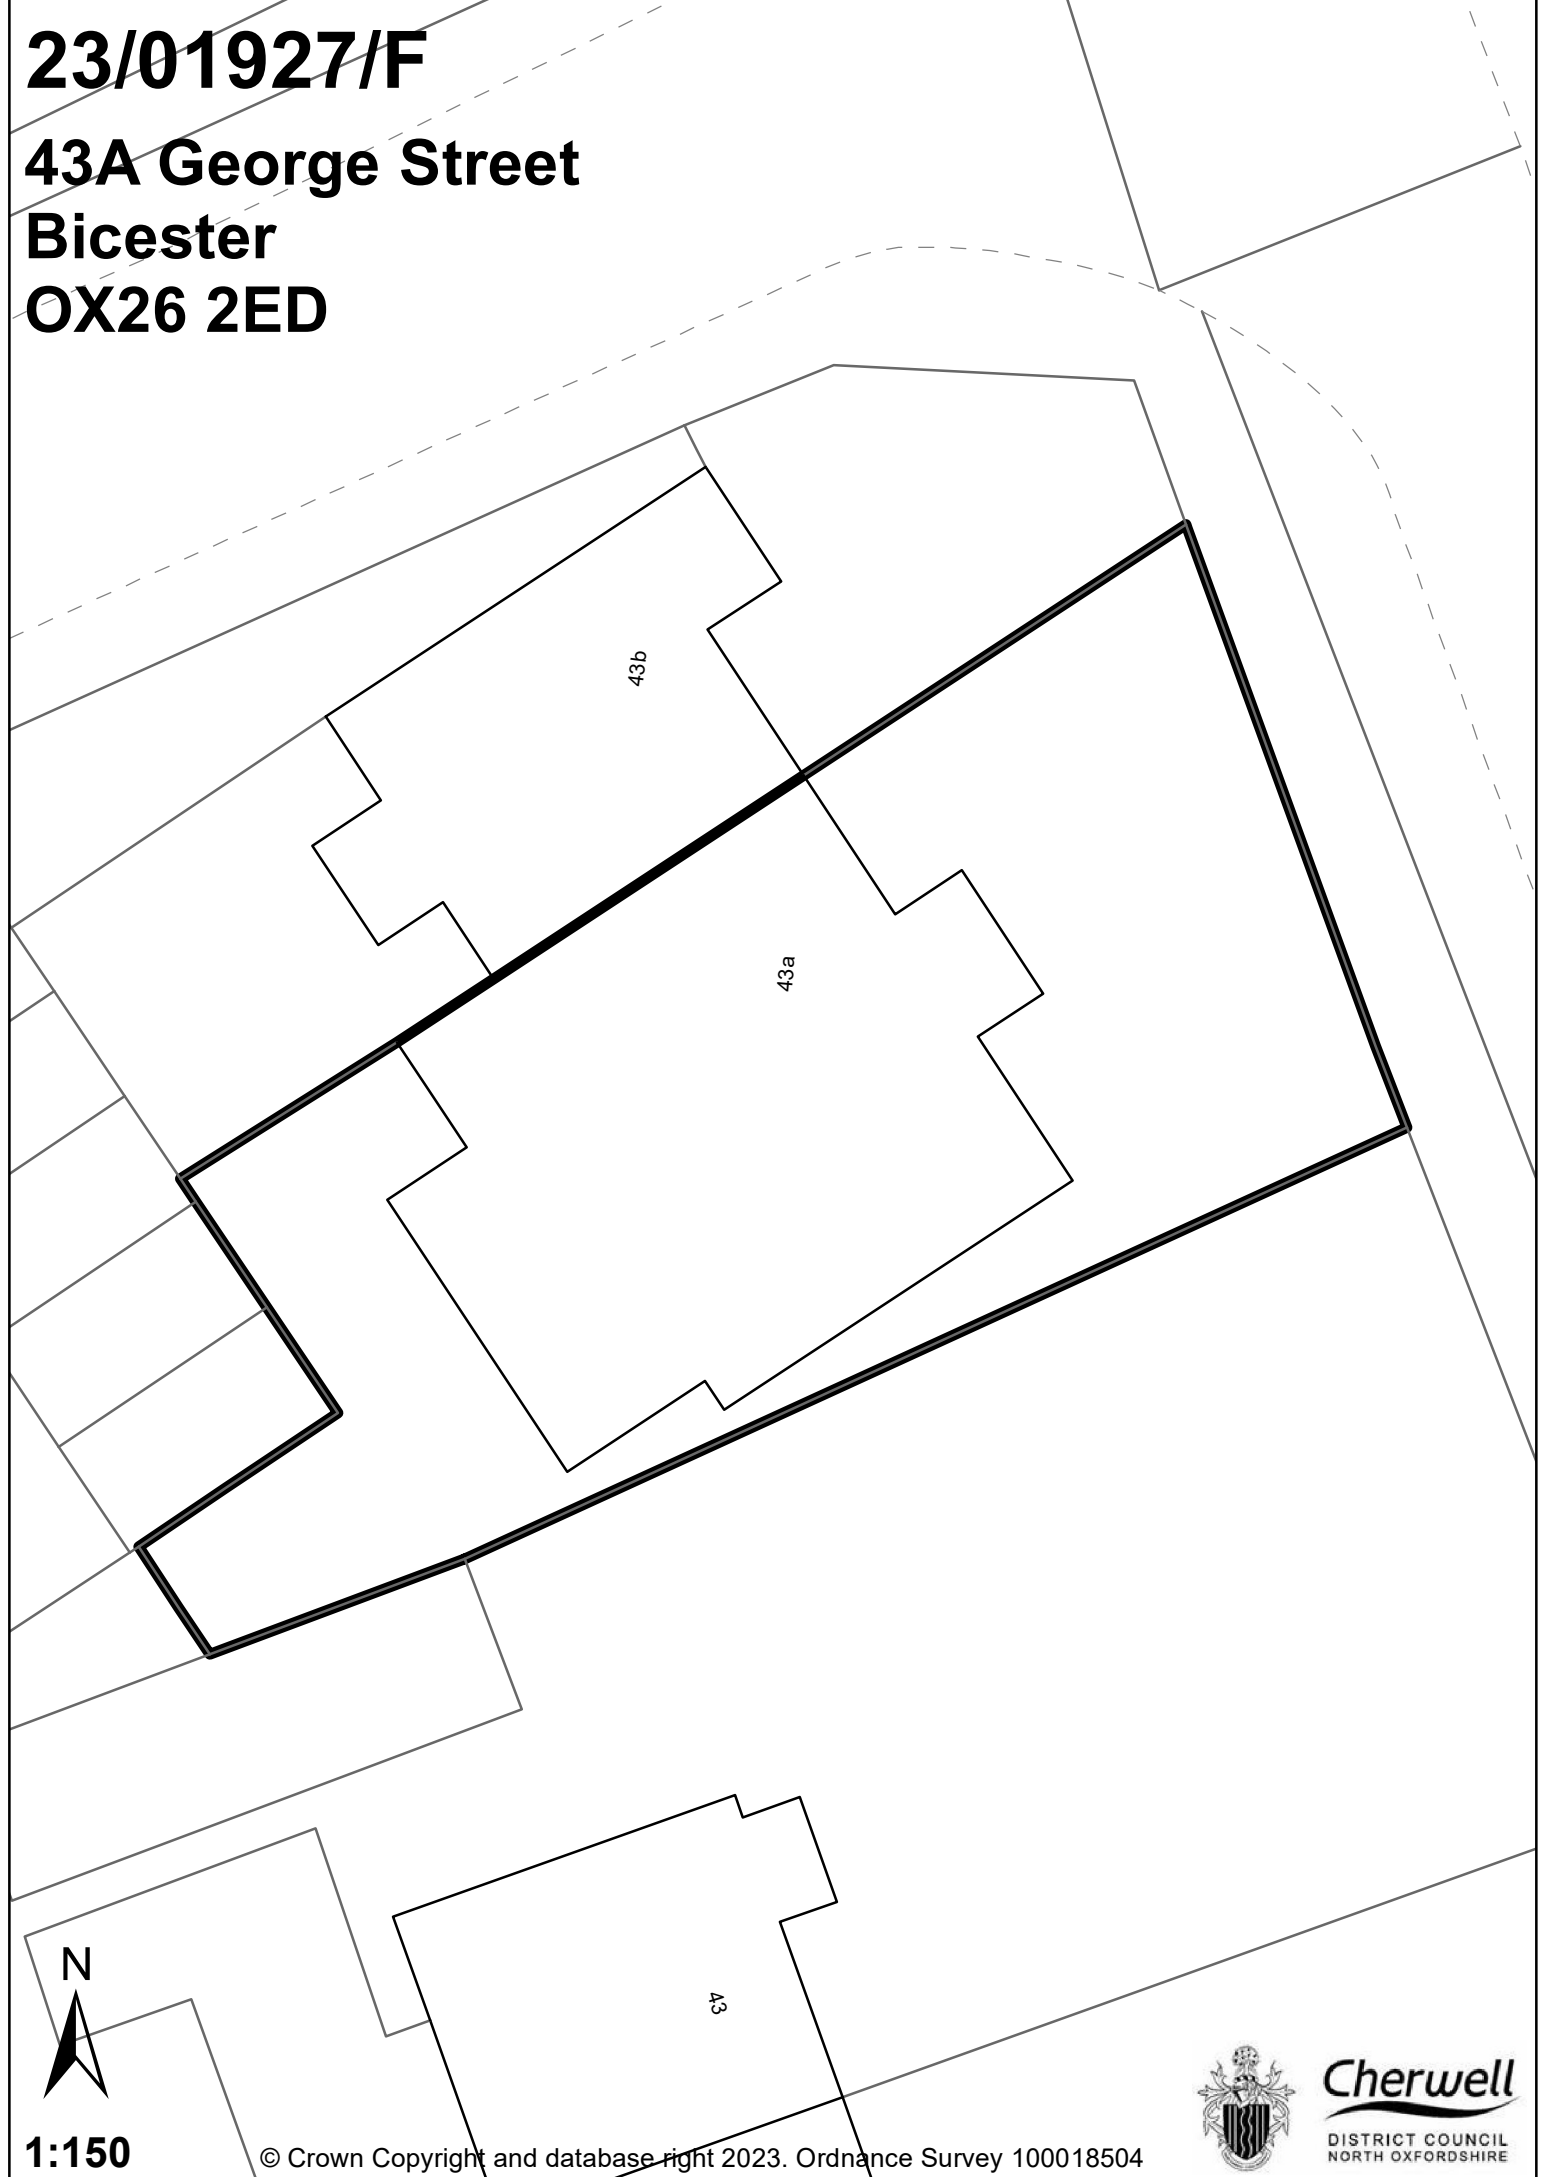 23/01927/F
43A George Street
Bicester
OX26 2ED
43b
43a
43
N
1:150
© Crown Copyright and database right 2023. Ordnance Survey 100018504
Cherwell
DISTRICT COUNCIL
NORTH OXFORDSHIRE